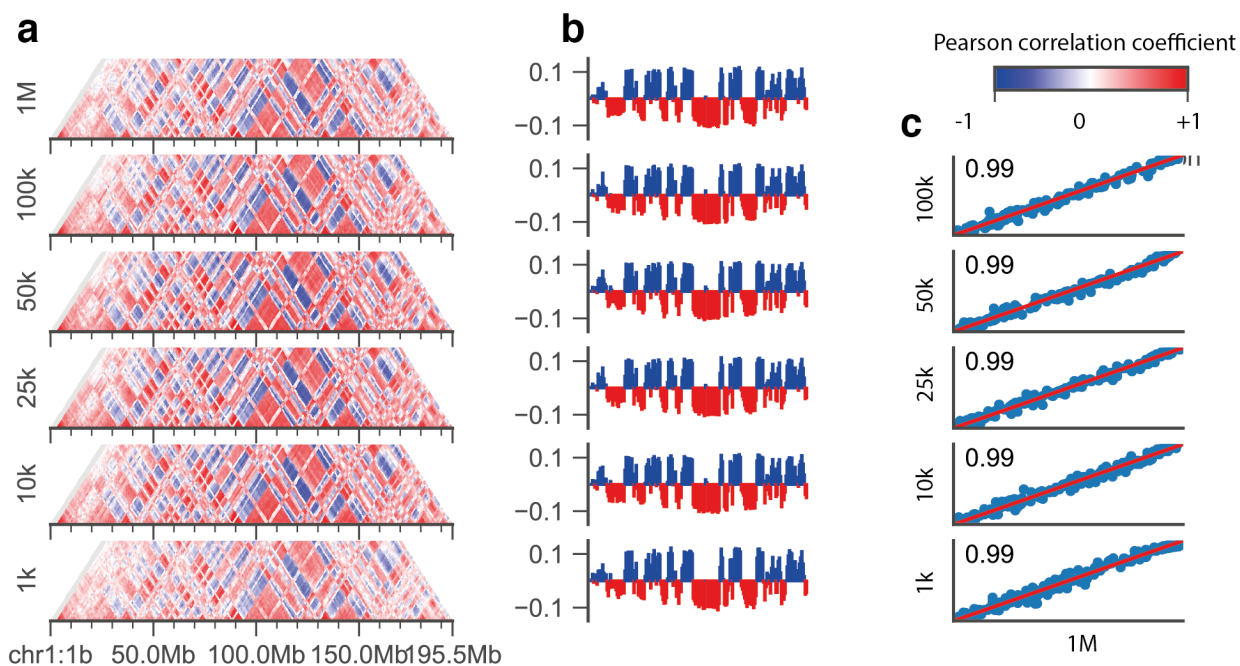 a
b
Pearson correlation coefficient
-1 0 +1
c
1M
100k
50k
25k
10k
1k
chr1:1b 50.0Mb 100.0Mb 150.0Mb 195.5Mb
0.1
−0.1
0.1
−0.1
0.1
−0.1
0.1
−0.1
0.1
−0.1
0.1
−0.1
100k
0.99
50k
0.99
25k
0.99
10k
0.99
1k
0.99
1M